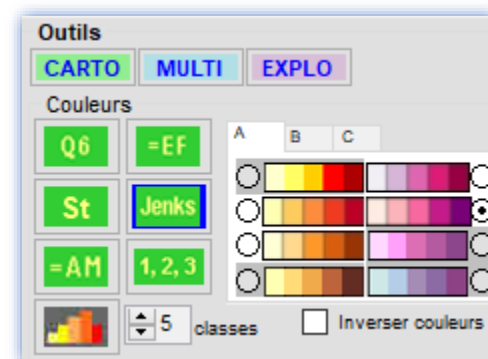 Outils
CARTO MULTI EXPLO
Couleurs
A B C
Q6 =EF
St Jenks
=AM 1, 2, 3
5 classes Inverser couleurs